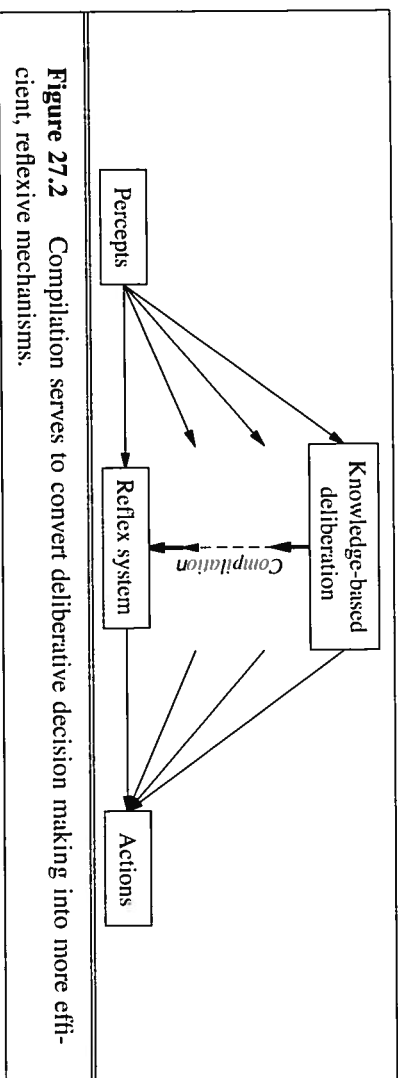 Knowledge-based
deliberation
Compilation
Percepts
Reflex system
Actions
Figure 27.2 Compilation serves to convert deliberative decision making into more effi-
cient, reflexive mechanisms.